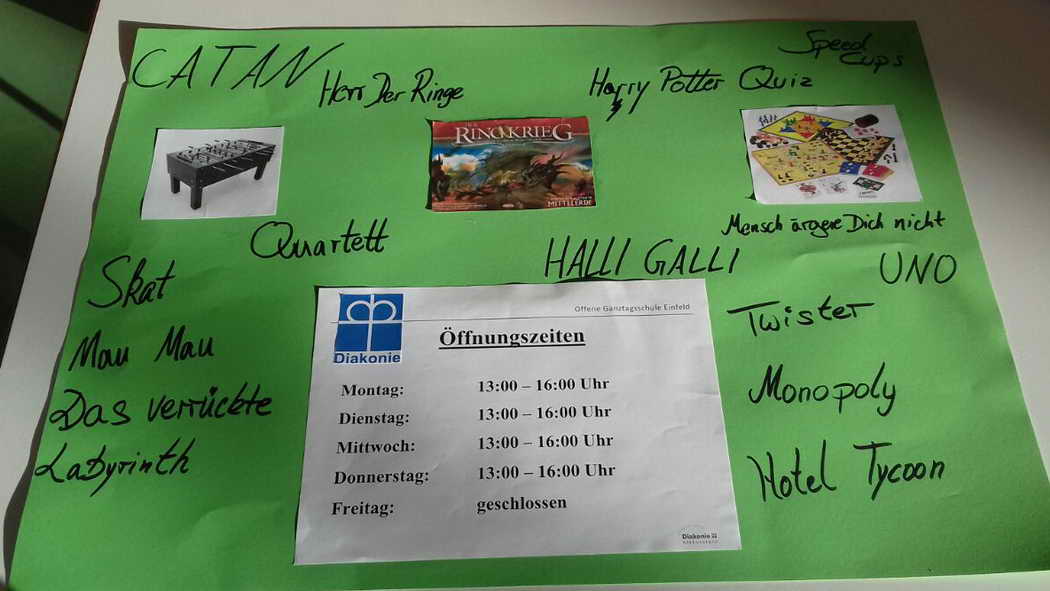 CATAN
Herr Der Ringe
Harry Potter Quiz
Speed
Cups
RINGKRIEG
MITTELERDE
Mensch ärgere Dich nicht
Quartett
HALLI GALLI
UNO
Skat
Mau Mau
Das verrückte
Labyrinth
Twister
Monopoly
Hotel Tycoon
Diakonie
Offene Ganztagsschule Einfeld
Öffnungszeiten
Montag: 13:00 – 16:00 Uhr
Dienstag: 13:00 – 16:00 Uhr
Mittwoch: 13:00 – 16:00 Uhr
Donnerstag: 13:00 – 16:00 Uhr
Freitag: geschlossen
Diakonie